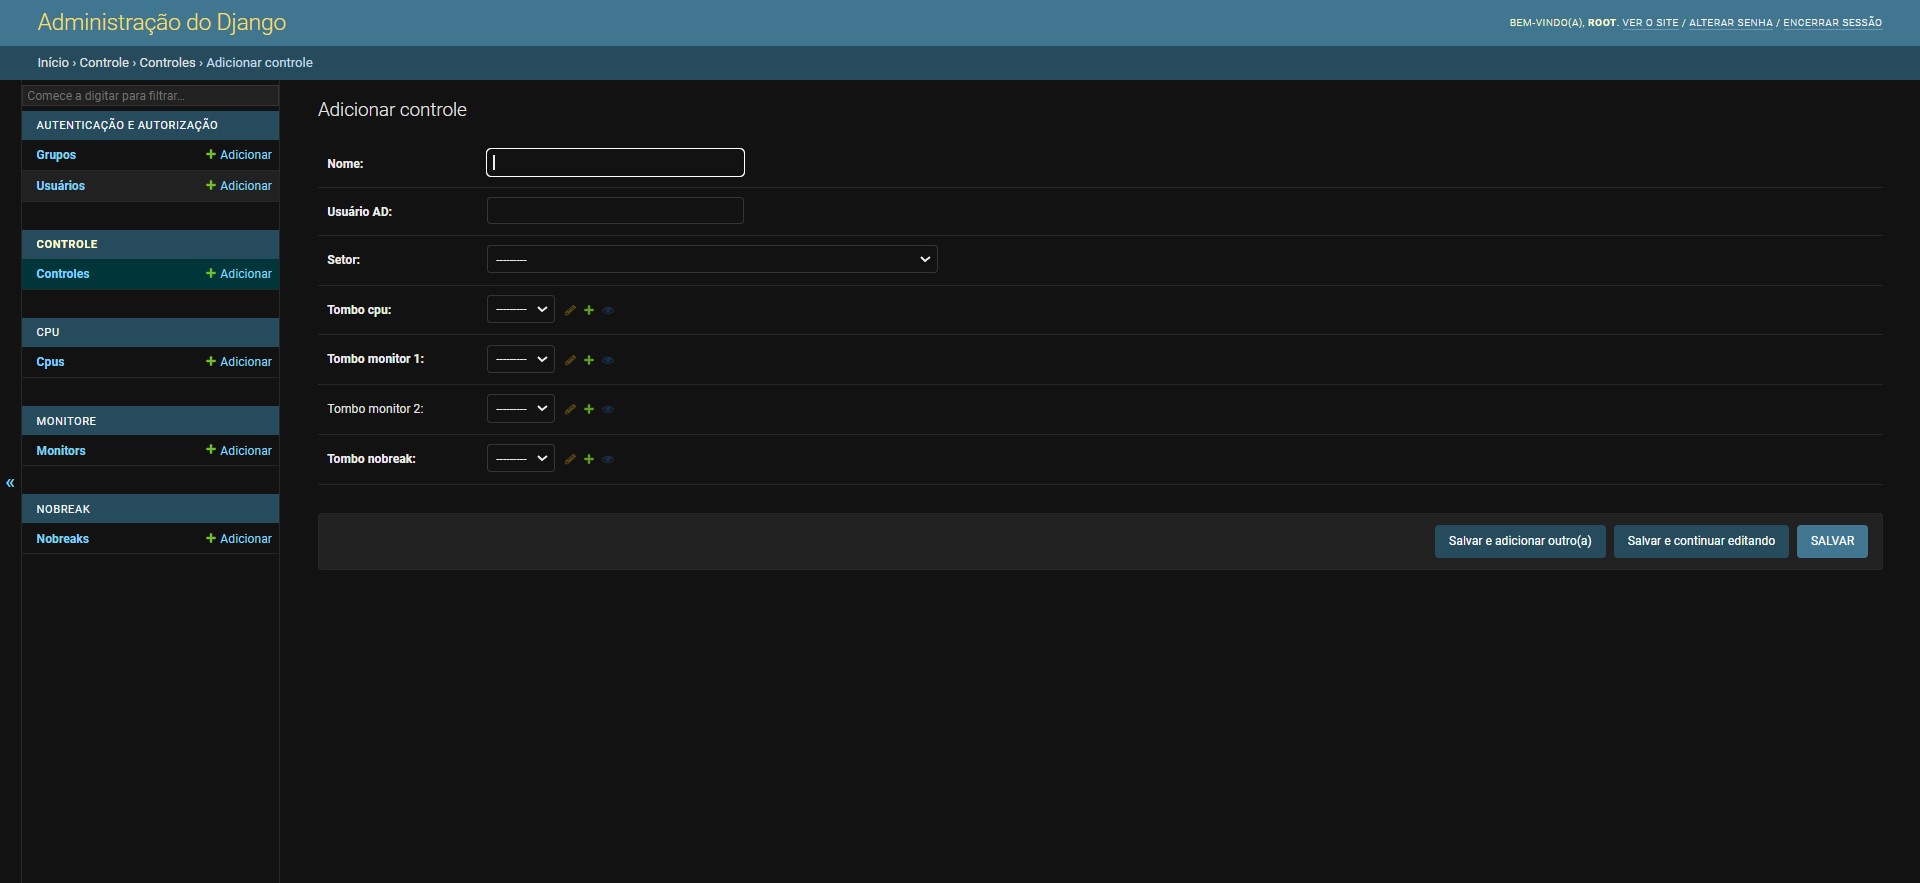 Administração do Django
BEM-VINDO(A), ROOT. VER O SITE / ALTERAR SENHA / ENCERRAR SESSÃO
Início › Controle › Controles › Adicionar controle
Comece a digitar para filtrar…
AUTENTICAÇÃO E AUTORIZAÇÃO
Grupos Adicionar
Usuários Adicionar
CONTROLE
Controles Adicionar
CPU
Cpus Adicionar
MONITORE
Monitors Adicionar
«
NOBREAK
Nobreaks Adicionar
Adicionar controle
Nome:
Usuário AD:
Setor: ---------
Tombo cpu: ---------
Tombo monitor 1: ---------
Tombo monitor 2: ---------
Tombo nobreak: ---------
Salvar e adicionar outro(a) Salvar e continuar editando SALVAR